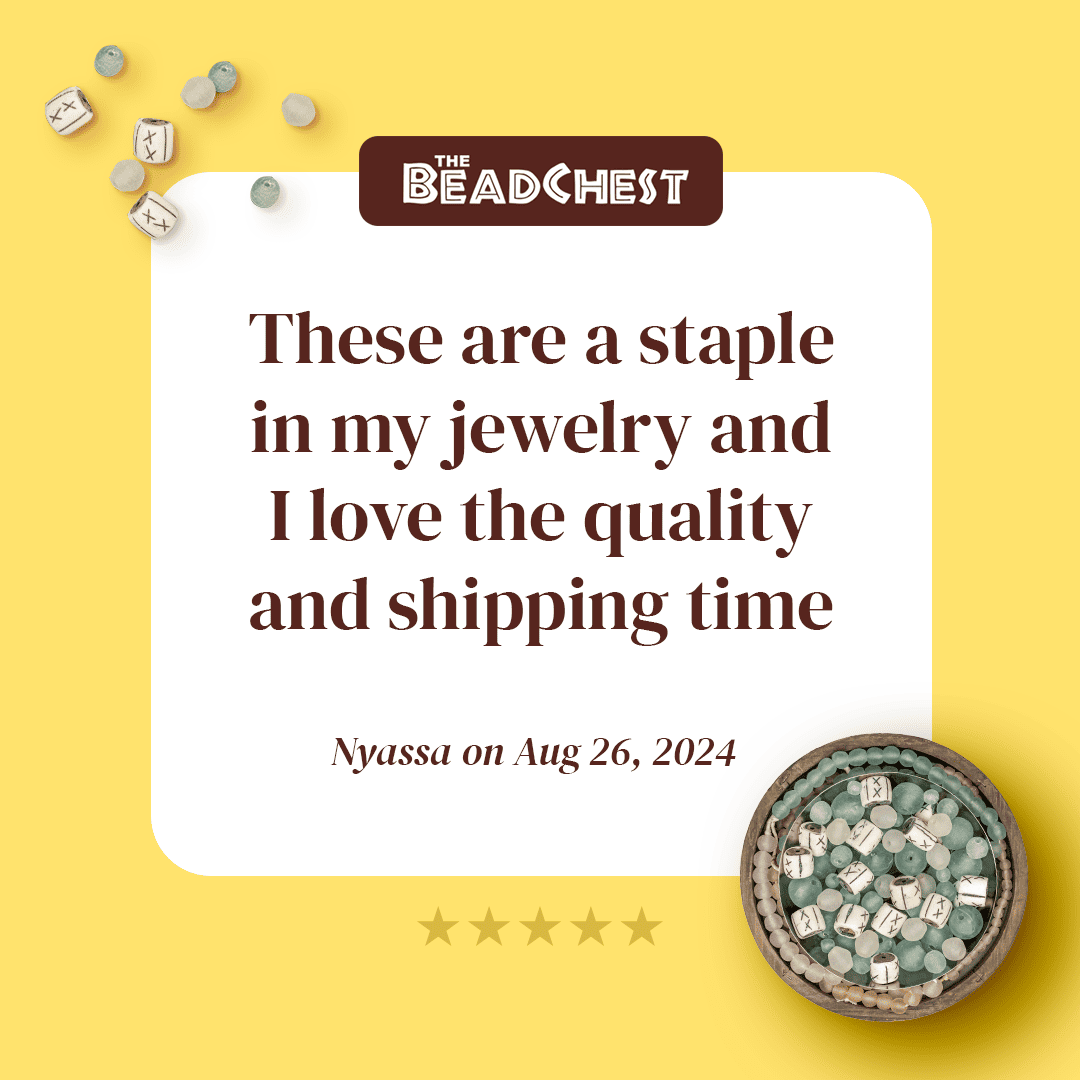 THE
BEADCHEST
These are a staple
in my jewelry and
I love the quality
and shipping time
Nyassa on Aug 26, 2024